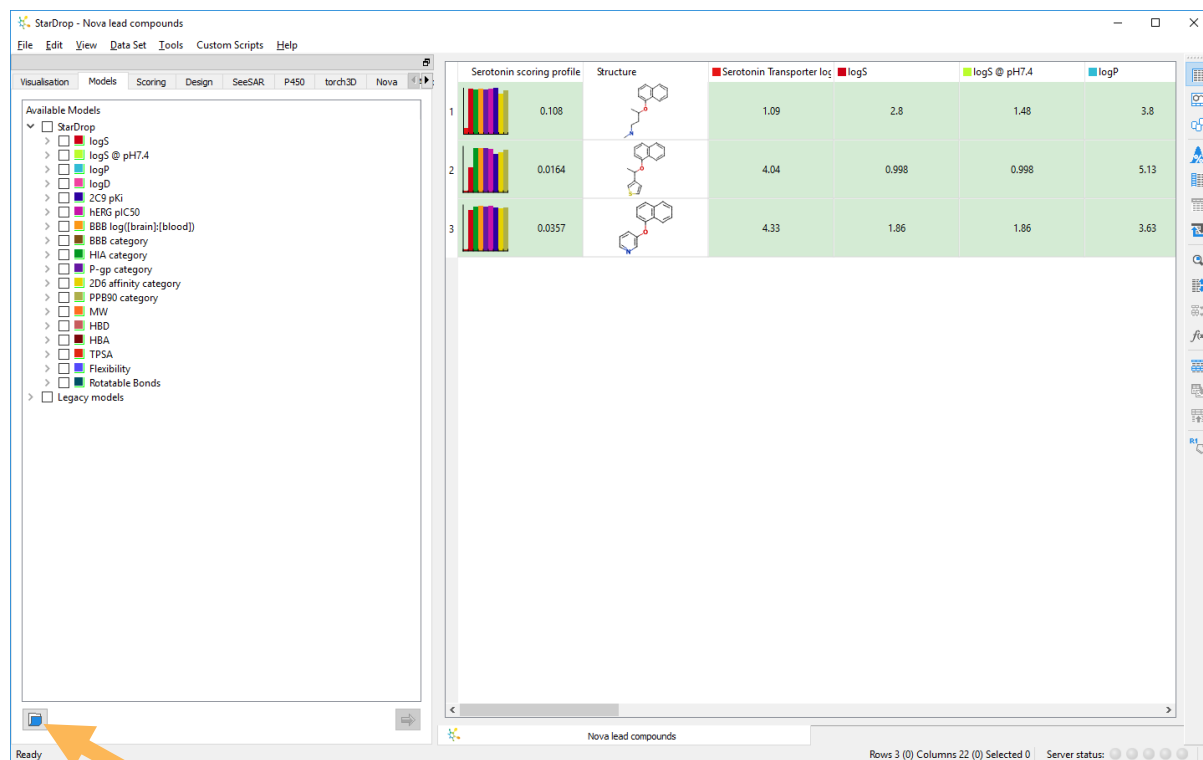 StarDrop - Nova lead compounds
File Edit View Data Set Tools Custom Scripts Help
Visualisation Models Scoring Design SeeSAR P450 torch3D Nova
Available Models
StarDrop
logS
logS @ pH7.4
logP
logD
2C9 pKi
hERG pIC50
BBB log([brain]:[blood])
BBB category
HIA category
P-gp category
2D6 affinity category
PPB90 category
MW
HBD
HBA
TPSA
Flexibility
Rotatable Bonds
Legacy models
Serotonin scoring profile Structure Serotonin Transporter log logS logS @ pH7.4 logP
1 0.108 1.09 2.8 1.48 3.8
2 0.0164 4.04 0.998 0.998 5.13
3 0.0357 4.33 1.86 1.86 3.63
Nova lead compounds
Ready Rows 3 (0) Columns 22 (0) Selected 0 Server status: